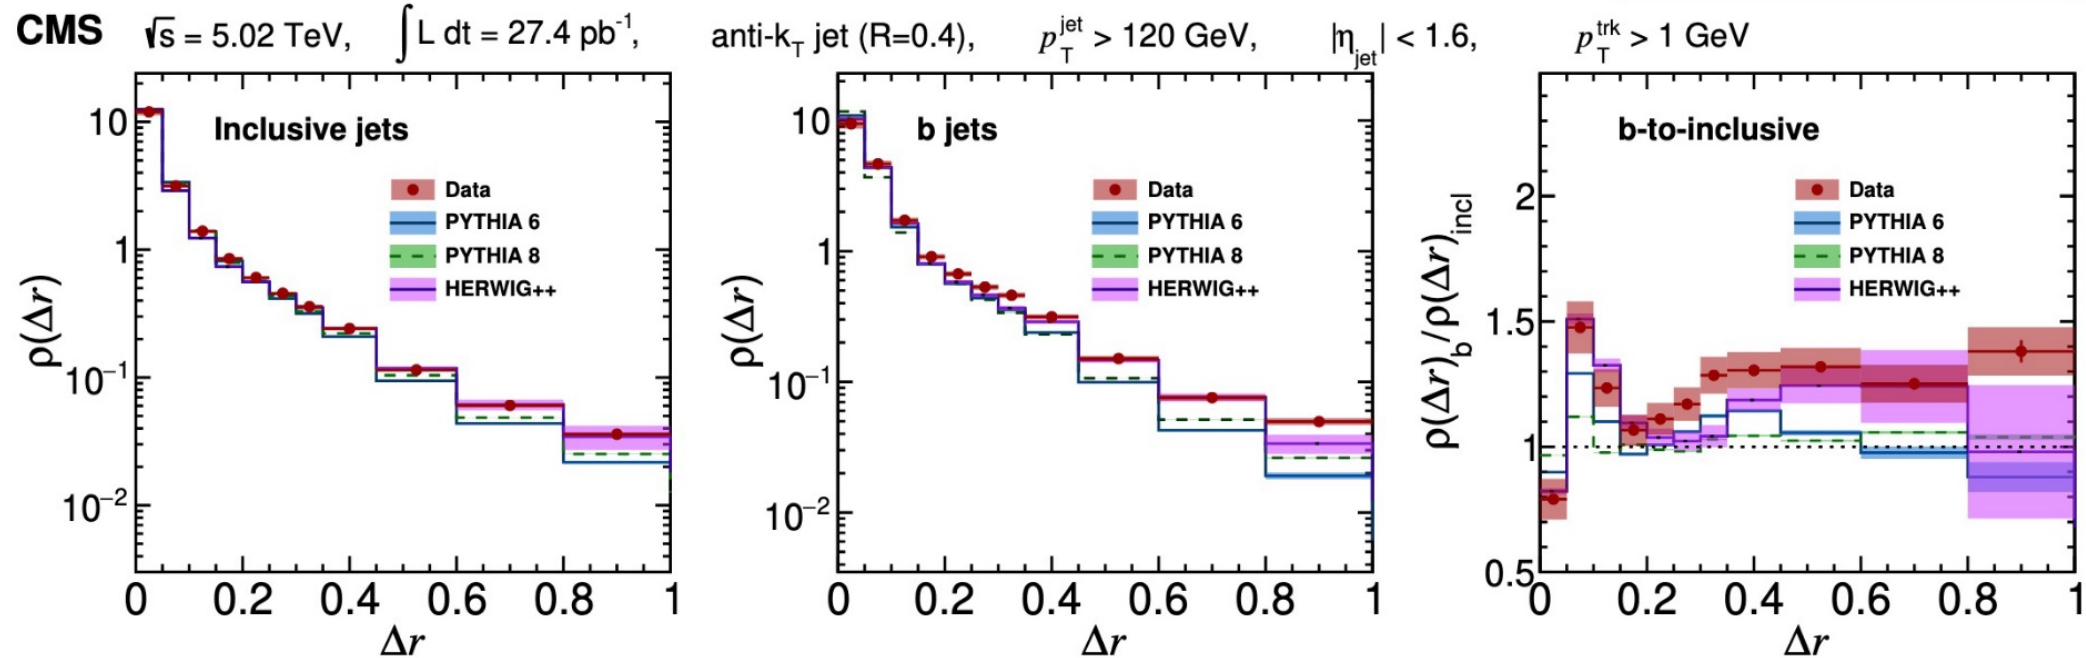 CMS √s = 5.02 TeV, ∫L dt = 27.4 pb⁻¹, anti-kT jet (R=0.4), pTjet > 120 GeV, |ηjet| < 1.6, pTtrk > 1 GeV
Inclusive jets
Data
PYTHIA 6
PYTHIA 8
HERWIG++
ρ(Δr)
10
1
10⁻¹
10⁻²
0 0.2 0.4 0.6 0.8 1
Δr
b jets
Data
PYTHIA 6
PYTHIA 8
HERWIG++
ρ(Δr)
10
1
10⁻¹
10⁻²
0 0.2 0.4 0.6 0.8 1
Δr
b-to-inclusive
Data
PYTHIA 6
PYTHIA 8
HERWIG++
ρ(Δr)b/ρ(Δr)incl
2
1.5
1
0.5
0 0.2 0.4 0.6 0.8 1
Δr